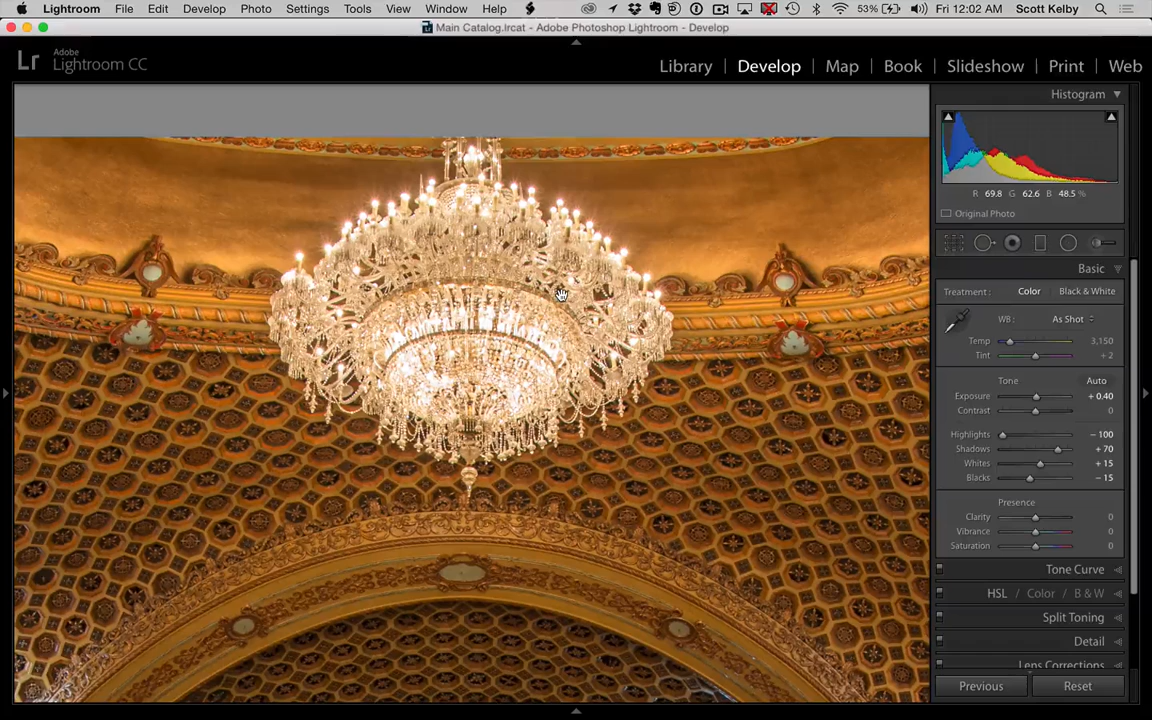 Lightroom File Edit Photo Develop Settings Tools View Window Help 53% Fri 12:02 AM Scott Kelby
Main Catalog.lrcat - Adobe Photoshop Lightroom - Develop
Lr Adobe Lightroom CC
Library | Develop | Map | Book | Slideshow | Print | Web
Histogram
R 69.8 G 62.6 B 48.5 %
Original Photo
Basic
Treatment : Color Black & White
WB : As Shot
Temp 3,150
Tint + 2
Tone Auto
Exposure + 0.40
Contrast 0
Highlights − 100
Shadows + 70
Whites + 15
Blacks − 15
Presence
Clarity 0
Vibrance 0
Saturation 0
Tone Curve
HSL / Color / B & W
Split Toning
Detail
Lens Corrections
Previous Reset